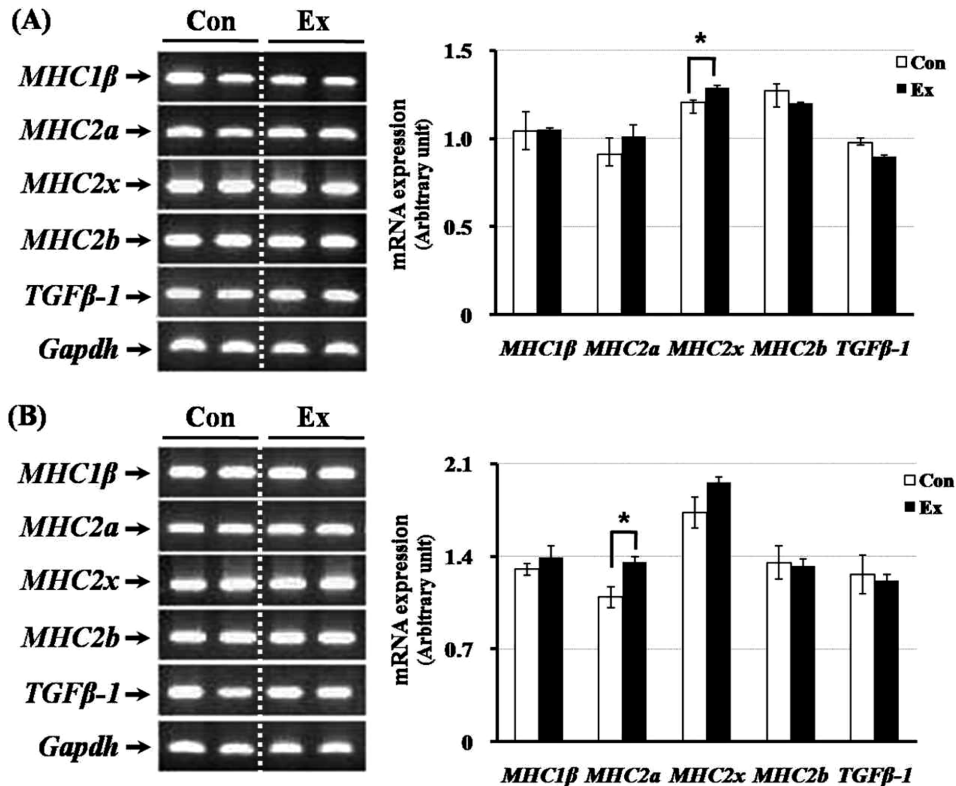 (A)
Con Ex
MHC1β
MHC2a
MHC2x
MHC2b
TGFβ-1
Gapdh
mRNA expression
(Arbitrary unit)
1.5
1.0
0.5
0
*
Con
Ex
MHC1β MHC2a MHC2x MHC2b TGFβ-1
(B)
Con Ex
MHC1β
MHC2a
MHC2x
MHC2b
TGFβ-1
Gapdh
mRNA expression
(Arbitrary unit)
2.1
1.4
0.7
0
*
Con
Ex
MHC1β MHC2a MHC2x MHC2b TGFβ-1